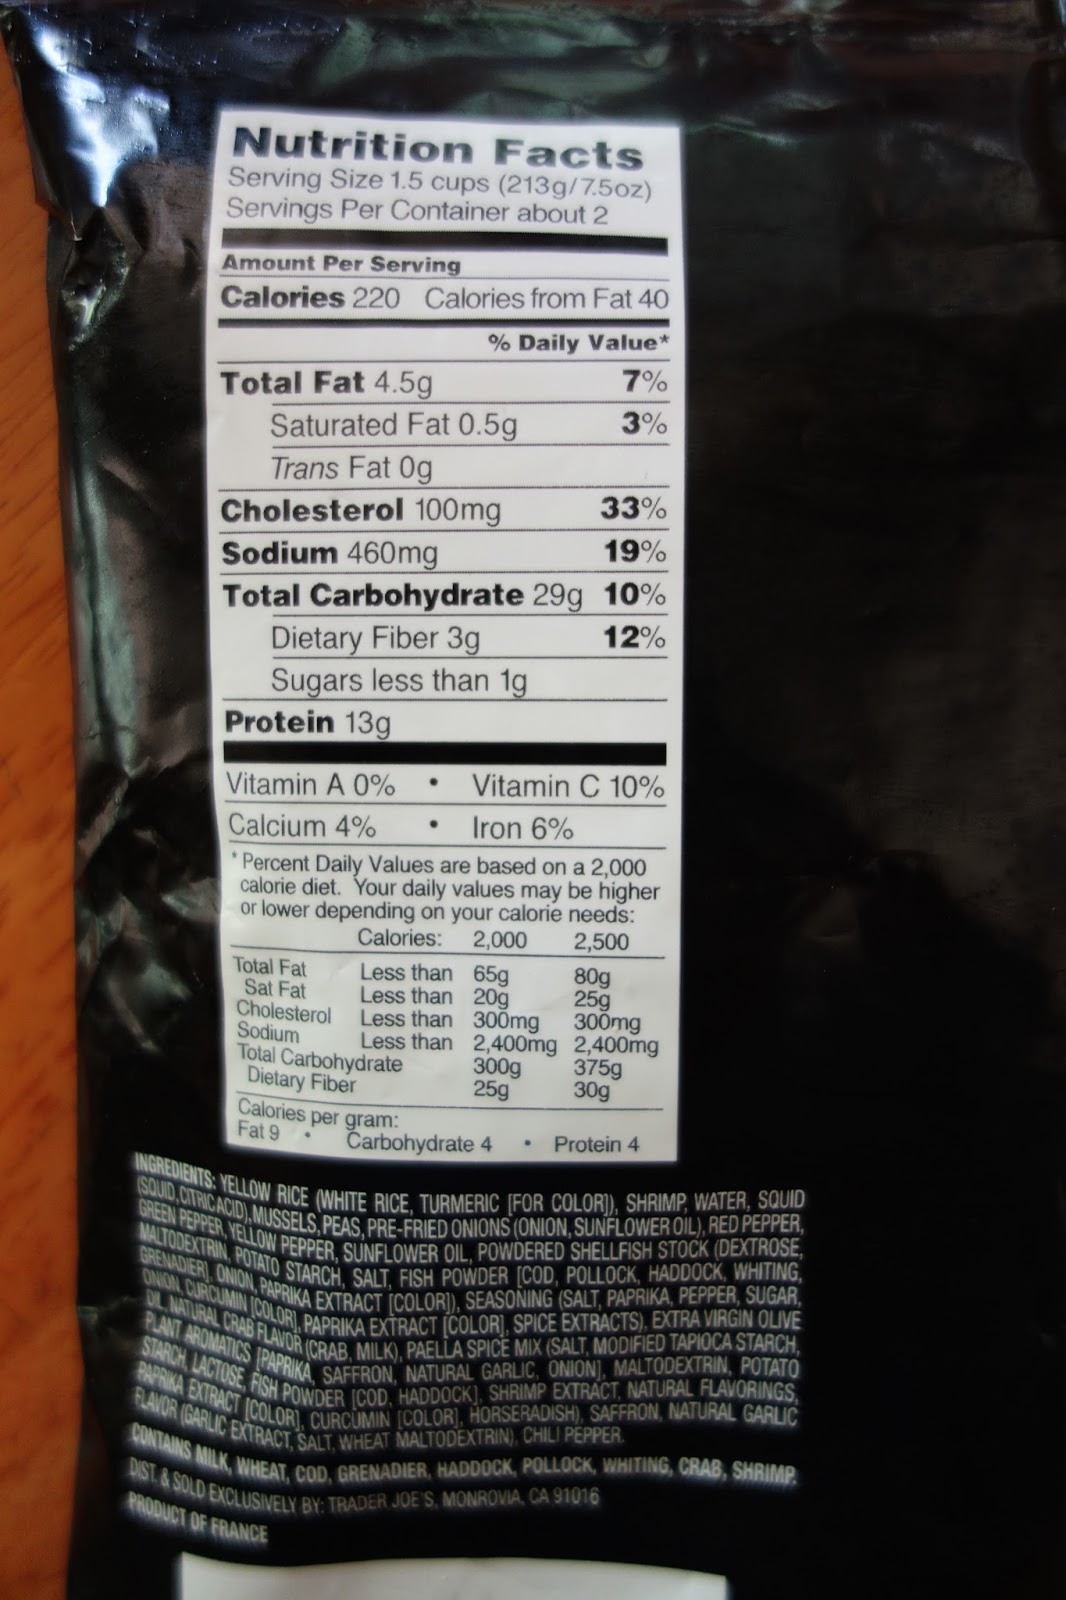 Nutrition Facts
Serving Size 1.5 cups (213g/7.5oz)
Servings Per Container about 2
Amount Per Serving
Calories 220 Calories from Fat 40
% Daily Value*
Total Fat 4.5g 7%
Saturated Fat 0.5g 3%
Trans Fat 0g
Cholesterol 100mg 33%
Sodium 460mg 19%
Total Carbohydrate 29g 10%
Dietary Fiber 3g 12%
Sugars less than 1g
Protein 13g
Vitamin A 0% • Vitamin C 10%
Calcium 4% • Iron 6%
* Percent Daily Values are based on a 2,000
calorie diet. Your daily values may be higher
or lower depending on your calorie needs:
Calories: 2,000 2,500
Total Fat Less than 65g 80g
Sat Fat Less than 20g 25g
Cholesterol Less than 300mg 300mg
Sodium Less than 2,400mg 2,400mg
Total Carbohydrate 300g 375g
Dietary Fiber 25g 30g
Calories per gram:
Fat 9 • Carbohydrate 4 • Protein 4
INGREDIENTS: YELLOW RICE (WHITE RICE, TURMERIC [FOR COLOR]), SHRIMP, WATER, SQUID
(SQUID, CITRIC ACID), MUSSELS, PEAS, PRE-FRIED ONIONS (ONION, SUNFLOWER OIL), RED PEPPER,
GREEN PEPPER, YELLOW PEPPER, SUNFLOWER OIL, POWDERED SHELLFISH STOCK (DEXTROSE,
MALTODEXTRIN, POTATO STARCH, SALT, FISH POWDER [COD, POLLOCK, HADDOCK, WHITING,
GRENADIER], ONION, PAPRIKA EXTRACT [COLOR]), SEASONING (SALT, PAPRIKA, PEPPER, SUGAR,
ONION, CURCUMIN [COLOR], PAPRIKA EXTRACT [COLOR], SPICE EXTRACTS), EXTRA VIRGIN OLIVE
OIL, NATURAL CRAB FLAVOR (CRAB, MILK), PAELLA SPICE MIX (SALT, MODIFIED TAPIOCA STARCH,
PLANT AROMATICS [PAPRIKA, SAFFRON, NATURAL GARLIC, ONION], MALTODEXTRIN, POTATO
STARCH, LACTOSE, FISH POWDER [COD, HADDOCK], SHRIMP EXTRACT, NATURAL FLAVORINGS,
PAPRIKA EXTRACT [COLOR], CURCUMIN [COLOR], HORSERADISH), SAFFRON, NATURAL GARLIC
FLAVOR (GARLIC EXTRACT, SALT, WHEAT MALTODEXTRIN), CHILI PEPPER.
CONTAINS MILK, WHEAT, COD, GRENADIER, HADDOCK, POLLOCK, WHITING, CRAB, SHRIMP.
DIST. & SOLD EXCLUSIVELY BY: TRADER JOE'S, MONROVIA, CA 91016
PRODUCT OF FRANCE